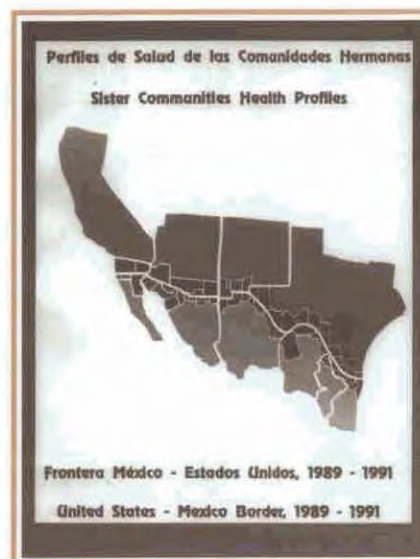 Perfiles de Salud de las Comunidades Hermanas
Sister Communities Health Profiles
Frontera México - Estados Unidos, 1989 - 1991
United States - Mexico Border, 1989 - 1991